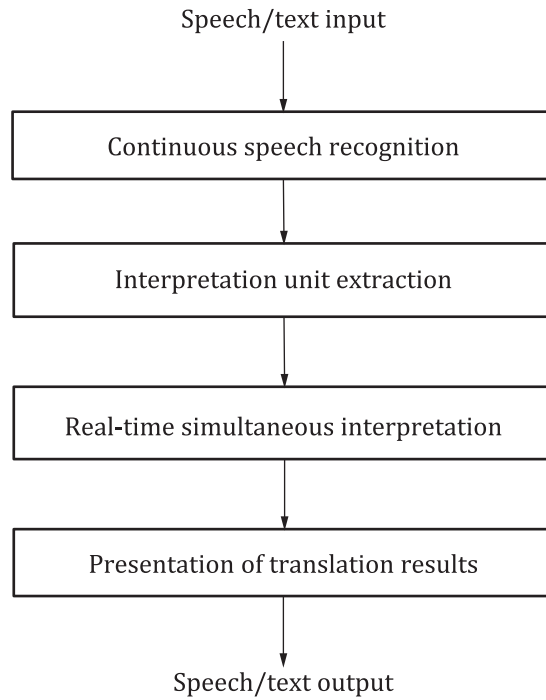 Speech/text input
Continuous speech recognition
Interpretation unit extraction
Real-time simultaneous interpretation
Presentation of translation results
Speech/text output